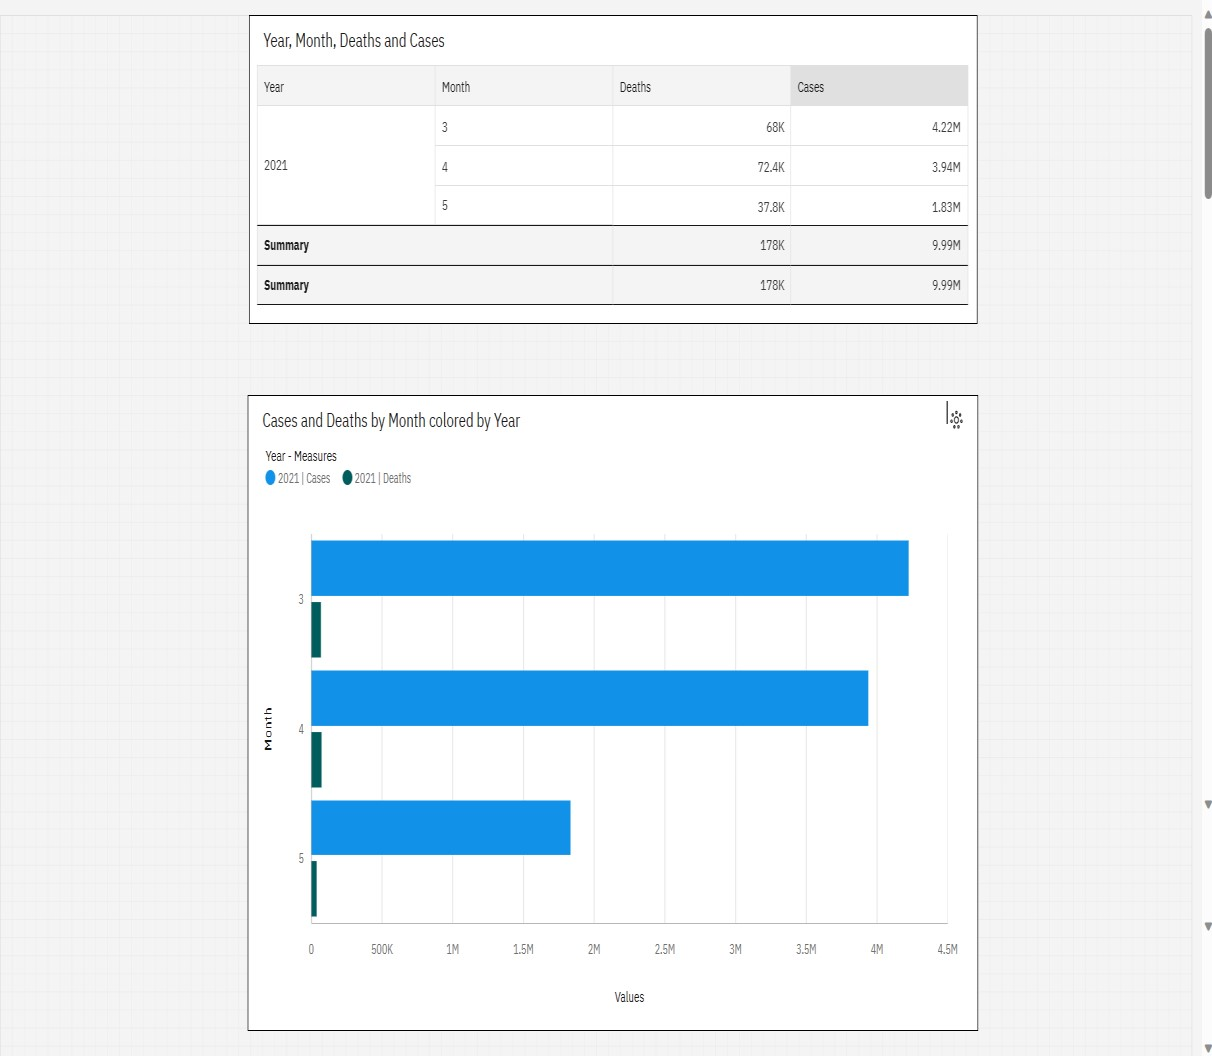 Year, Month, Deaths and Cases
Year Month Deaths Cases
2021
3 68K 4.22M
4 72.4K 3.94M
5 37.8K 1.83M
Summary 178K 9.99M
Summary 178K 9.99M
Cases and Deaths by Month colored by Year
Year - Measures
2021 | Cases 2021 | Deaths
3
4
5
Month
0 500K 1M 1.5M 2M 2.5M 3M 3.5M 4M 4.5M
Values